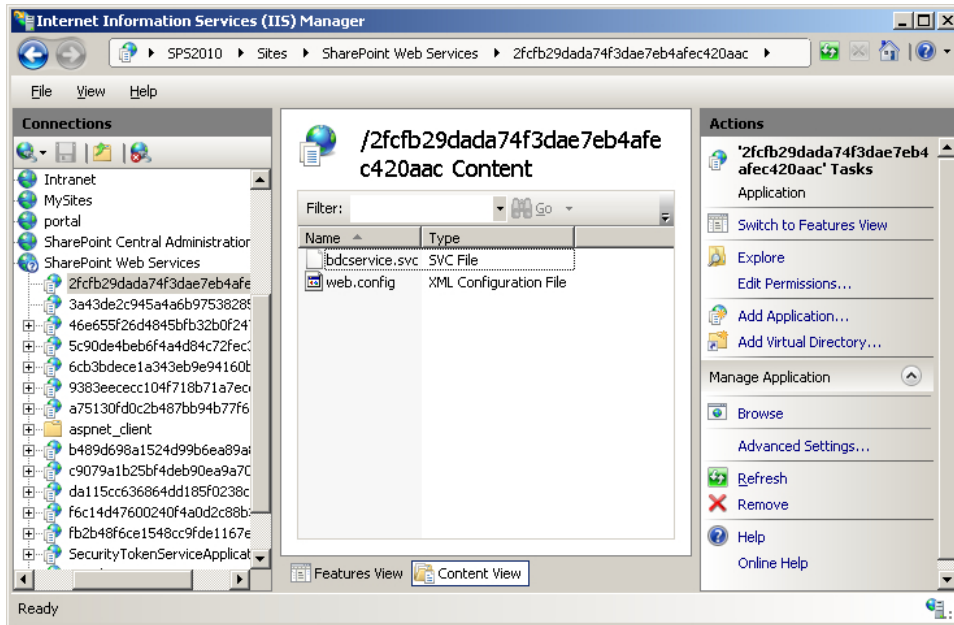 Internet Information Services (IIS) Manager
SPS2010 Sites SharePoint Web Services 2fcfb29dada74f3dae7eb4afec420aac
File View Help
Connections
Intranet
MySites
portal
SharePoint Central Administration
SharePoint Web Services
2fcfb29dada74f3dae7eb4afe
3a43de2c945a4a6b97538285
46e655f26d4845bfb32b0f24
5c90de4beb6f4a4d84c72fec
6cb3bdece1a343eb9e94160b
9383eececc104f718b71a7ec
a75130fd0c2b487bb94b77f6
aspnet_client
b489d698a1524d99b6ea89a
c9079a1b25bf4deb90ea9a70
da115cc636864dd185f0238c
f6c14d47600240f4a0d2c88b
fb2b48f6ce1548cc9fde1167e
SecurityTokenServiceApplicat
/2fcfb29dada74f3dae7eb4afe
c420aac Content
Filter: Go
Name Type
bdcservice.svc SVC File
web.config XML Configuration File
Features View Content View
Actions
'2fcfb29dada74f3dae7eb4
afec420aac' Tasks
Application
Switch to Features View
Explore
Edit Permissions...
Add Application...
Add Virtual Directory...
Manage Application
Browse
Advanced Settings...
Refresh
Remove
Help
Online Help
Ready